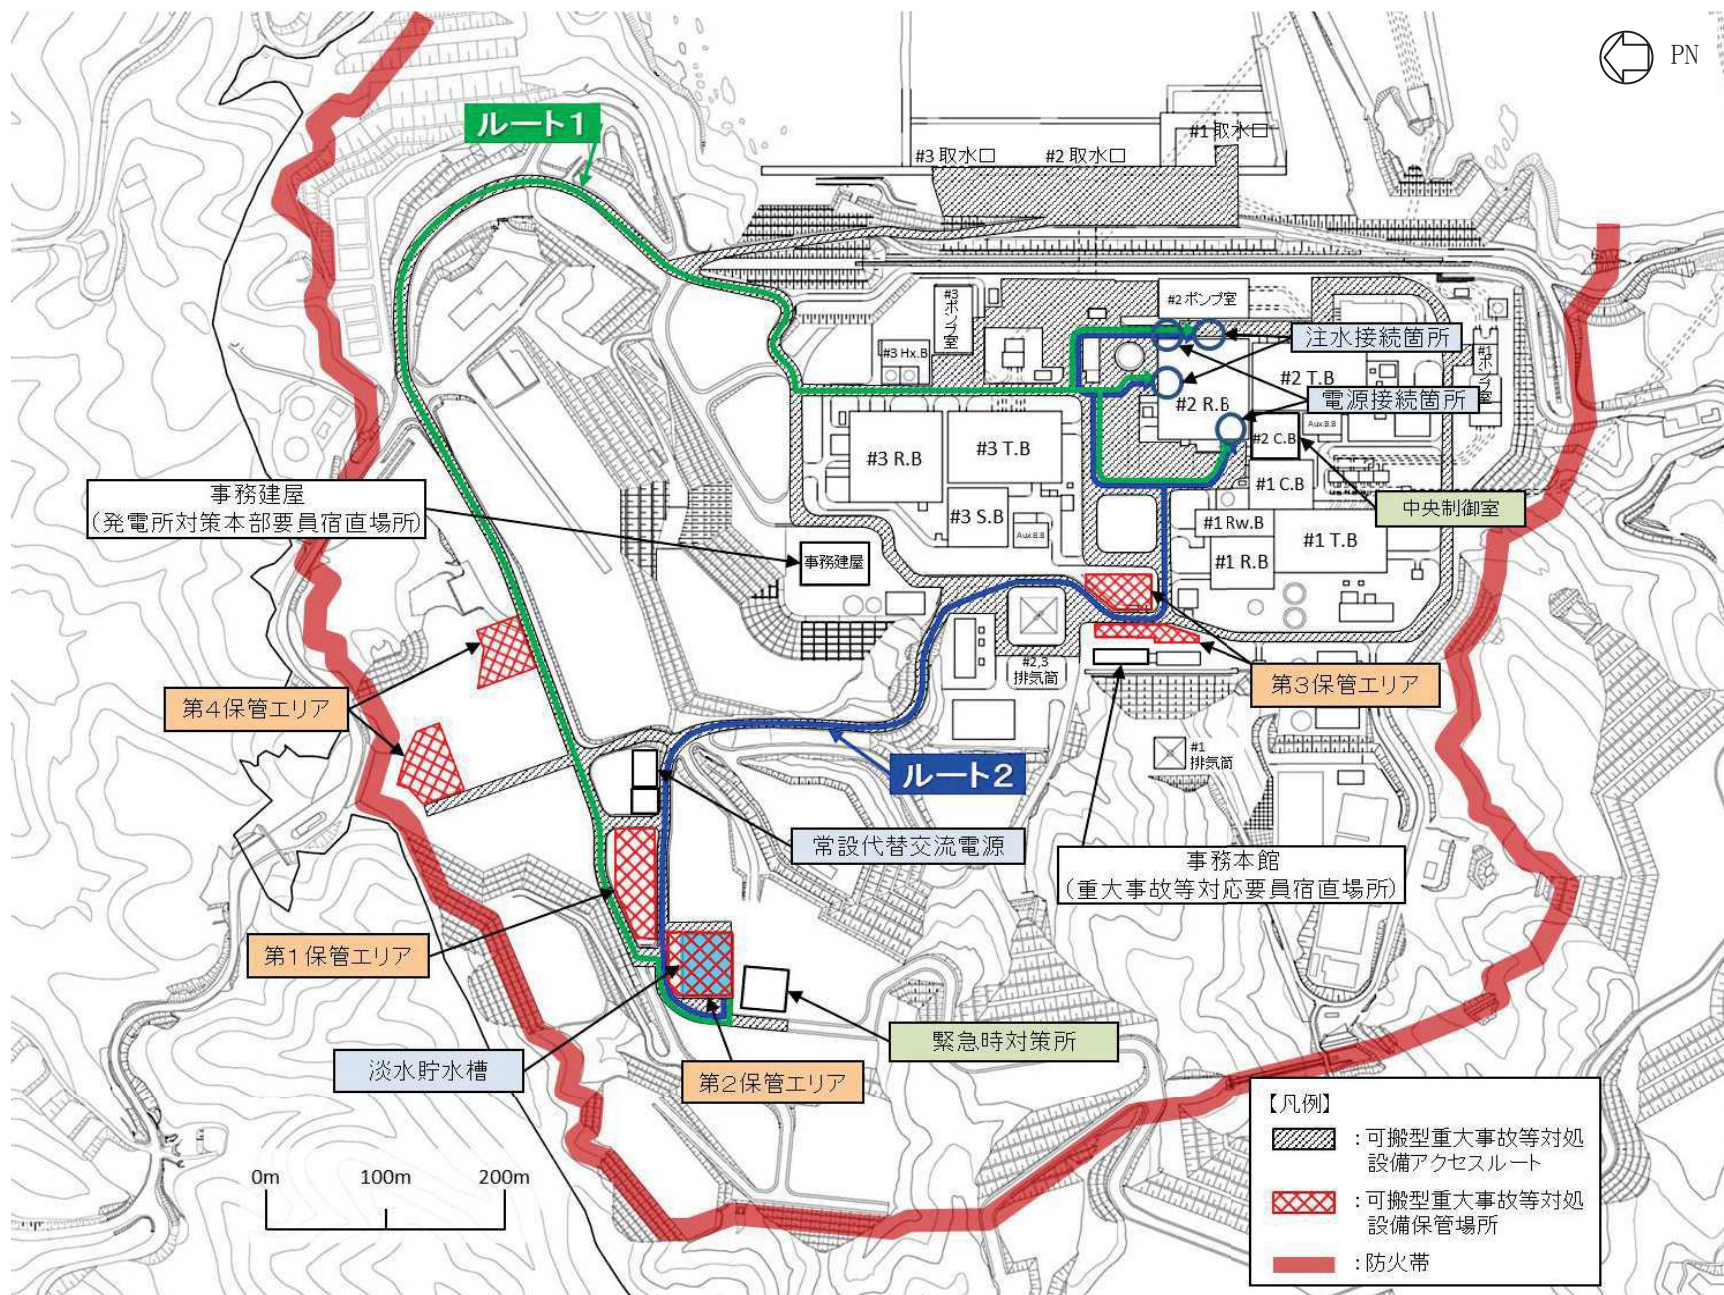 PN
ルート1
#1 取水口
#3 取水口
#2 取水口
#3
ポンプ室
#2 ポンプ室
注水接続箇所
#3 Hx.B
#1
ポンプ室
#2 T.B
電源接続箇所
#2 R.B
Aux.B.B
#2 C.B
#3 R.B
#3 T.B
#1 C.B
中央制御室
事務建屋
(発電所対策本部要員宿直場所)
#3 S.B
Aux.B.B
#1 Rw.B
#1 T.B
#1 R.B
事務建屋
#2,3
排気筒
第3保管エリア
第4保管エリア
#1
排気筒
ルート2
常設代替交流電源
事務本館
(重大事故等対応要員宿直場所)
第1保管エリア
緊急時対策所
淡水貯水槽
第2保管エリア
【凡例】
:可搬型重大事故等対処
設備アクセスルート
:可搬型重大事故等対処
設備保管場所
:防火帯
0m
100m
200m